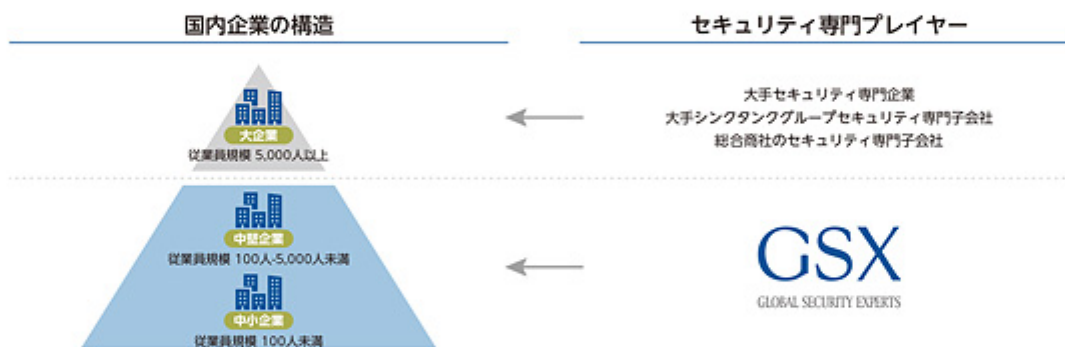 国内企業の構造
セキュリティ専門プレイヤー
大企業
従業員規模 5,000人以上
大手セキュリティ専門企業
大手シンクタンクグループセキュリティ専門子会社
総合商社のセキュリティ専門子会社
中堅企業
従業員規模 100人-5,000人未満
中小企業
従業員規模 100人未満
GSX
GLOBAL SECURITY EXPERTS